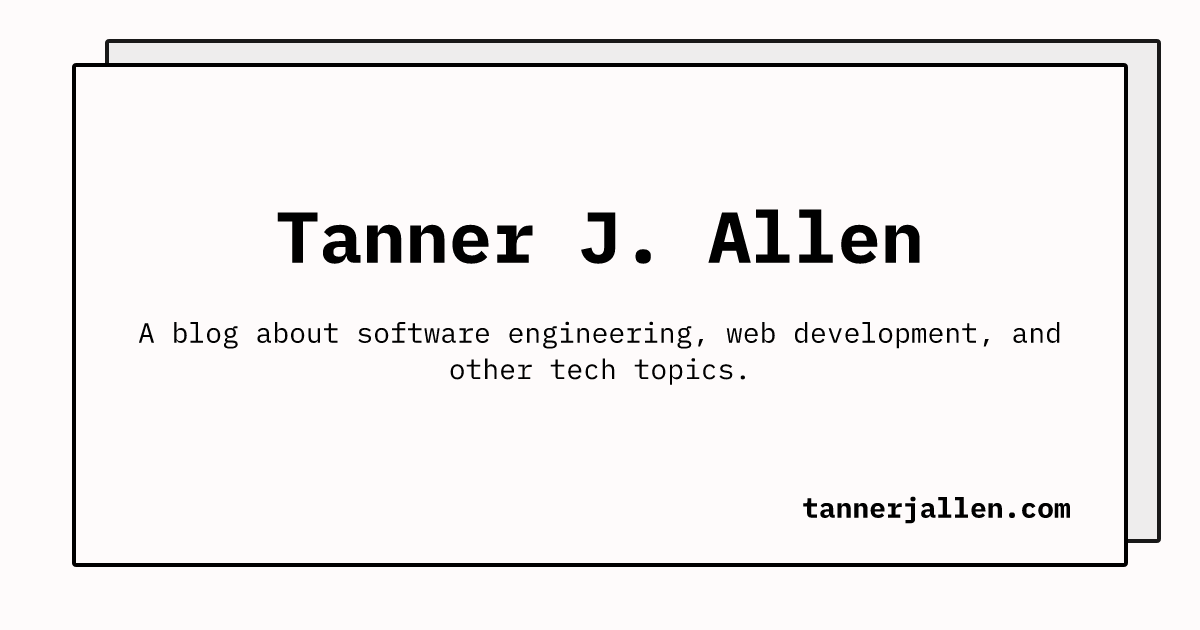 Tanner J. Allen
A blog about software engineering, web development, and
other tech topics.
tannerjallen.com